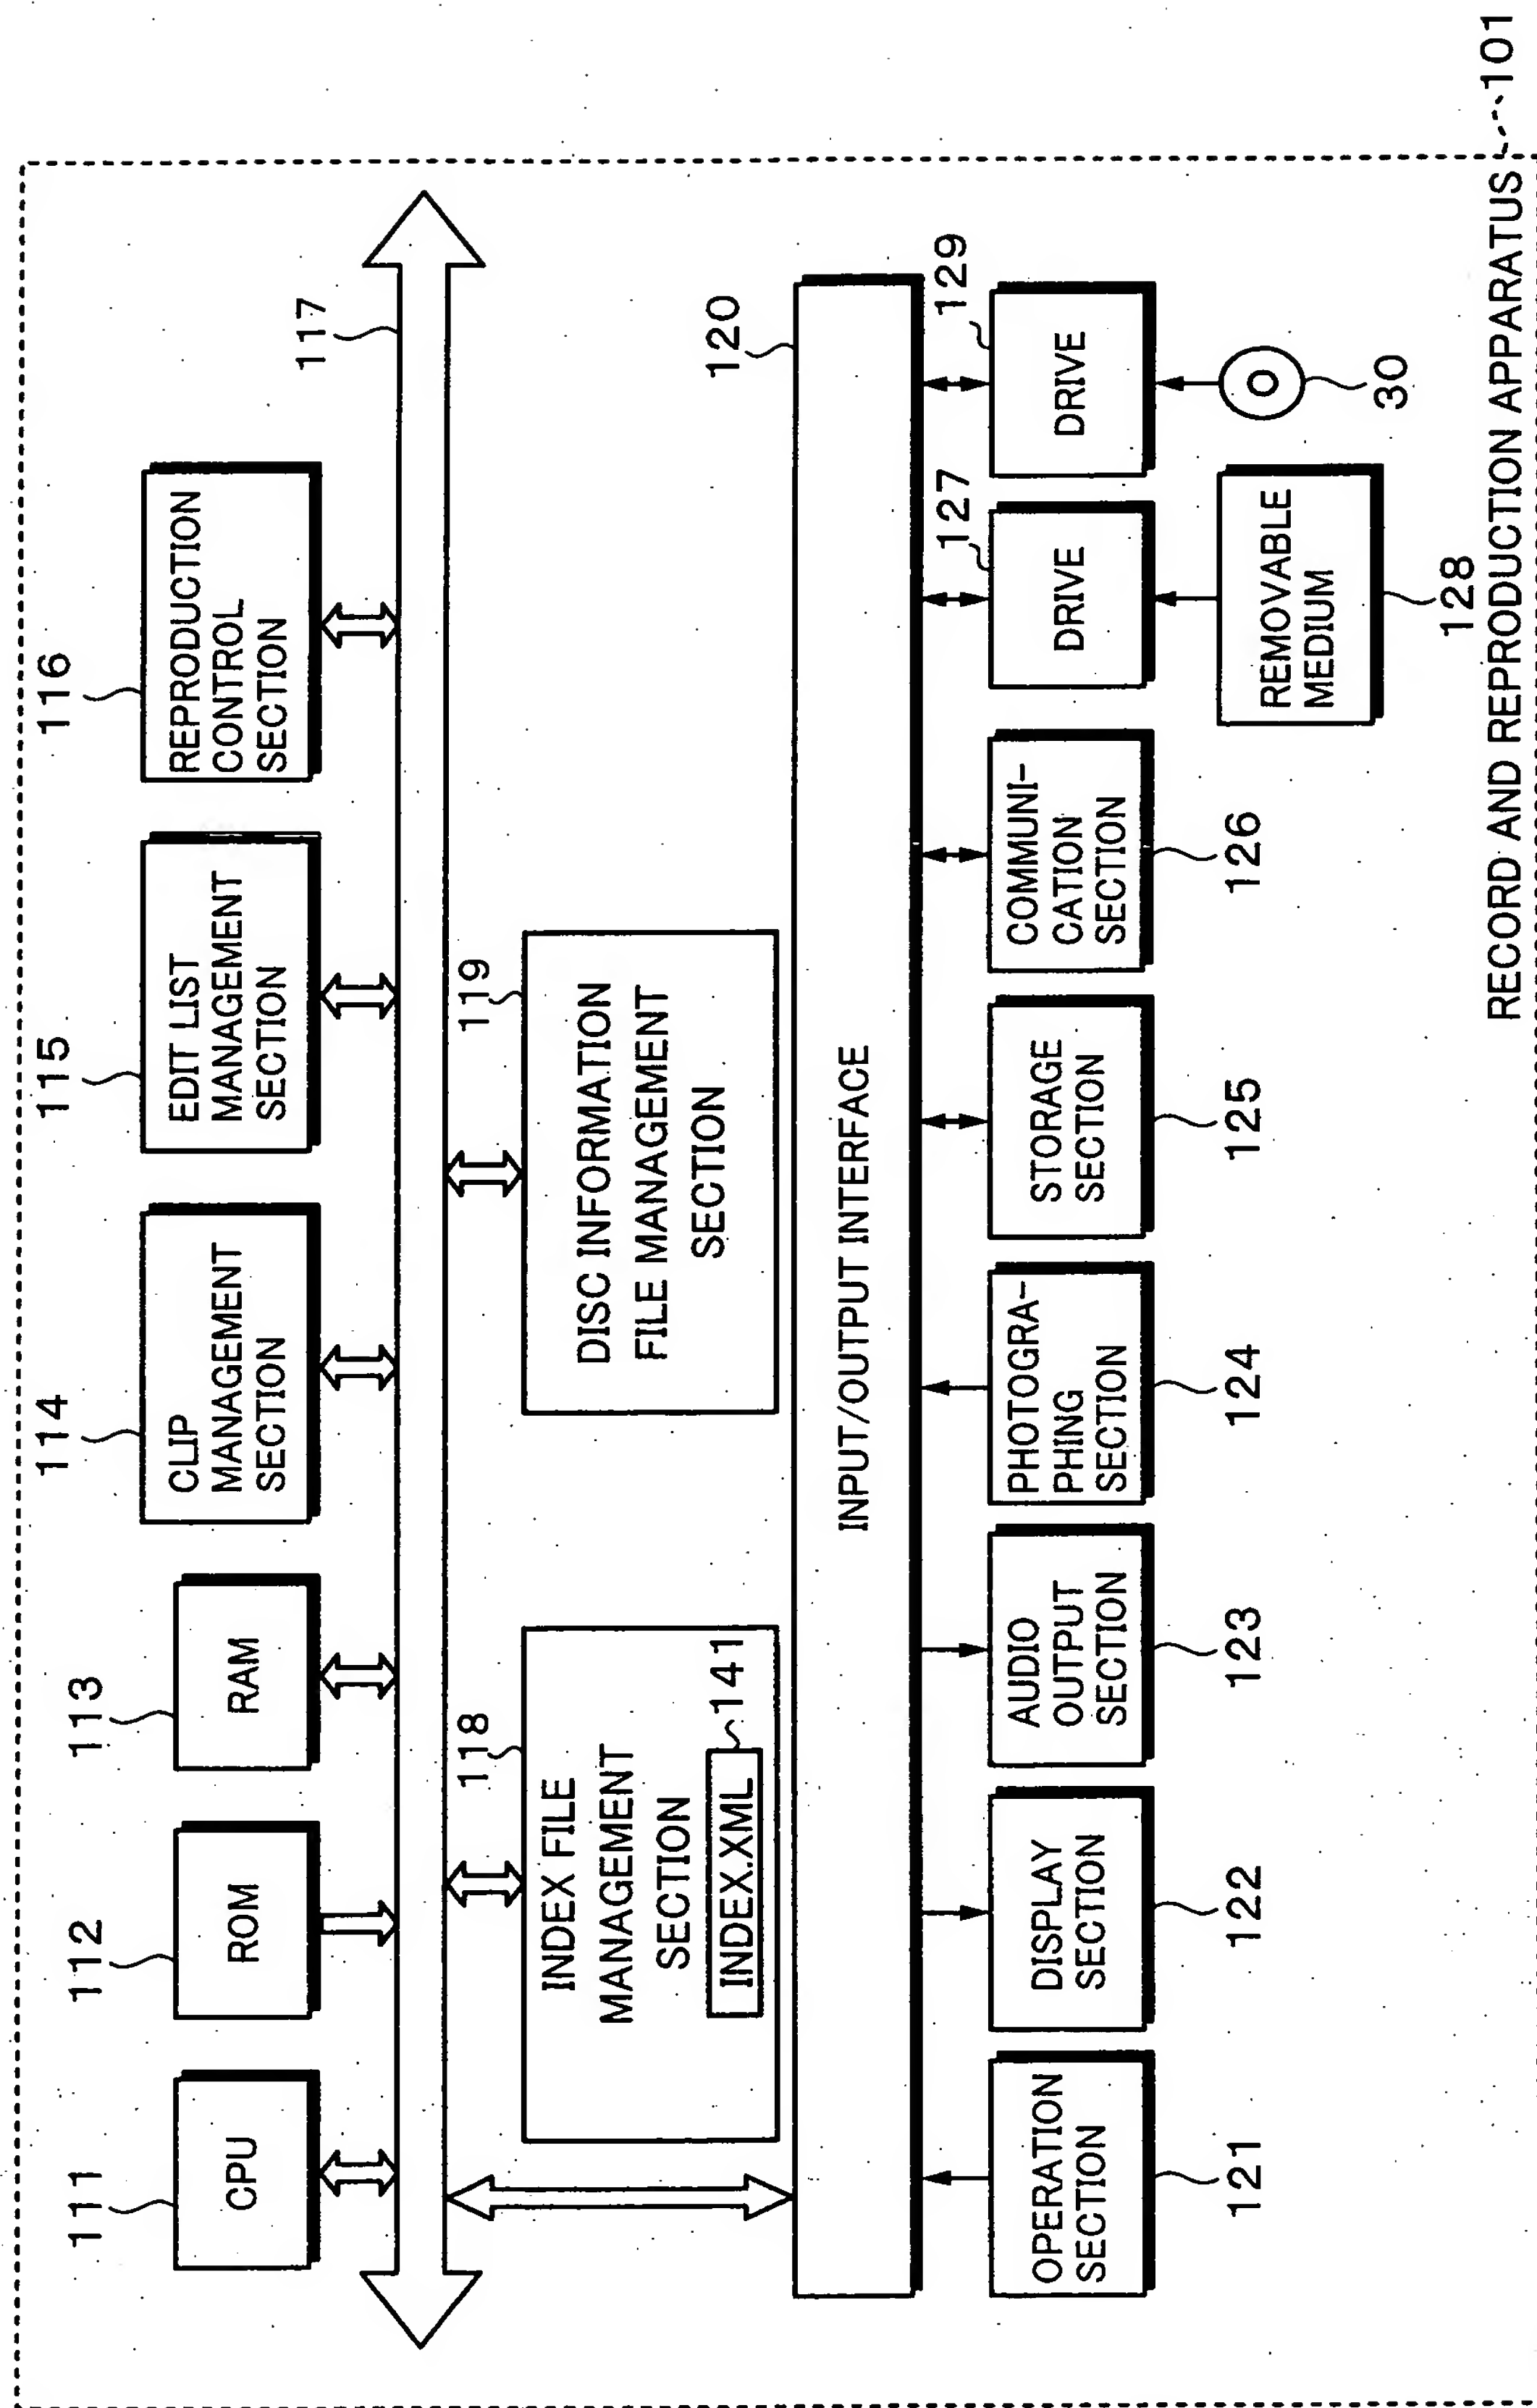 111
112
113
114
115
116
CPU
ROM
RAM
CLIP
MANAGEMENT
SECTION
EDIT LIST
MANAGEMENT
SECTION
REPRODUCTION
CONTROL
SECTION
117
118
119
INDEX FILE
MANAGEMENT
SECTION
INDEX.XML
141
DISC INFORMATION
FILE MANAGEMENT
SECTION
120
INPUT/OUTPUT INTERFACE
127
129
OPERATION
SECTION
DISPLAY
SECTION
AUDIO
OUTPUT
SECTION
PHOTOGRA-
PHING
SECTION
STORAGE
SECTION
COMMUNI-
CATION
SECTION
DRIVE
DRIVE
121
122
123
124
125
126
REMOVABLE
MEDIUM
128
30
RECORD AND REPRODUCTION APPARATUS
101